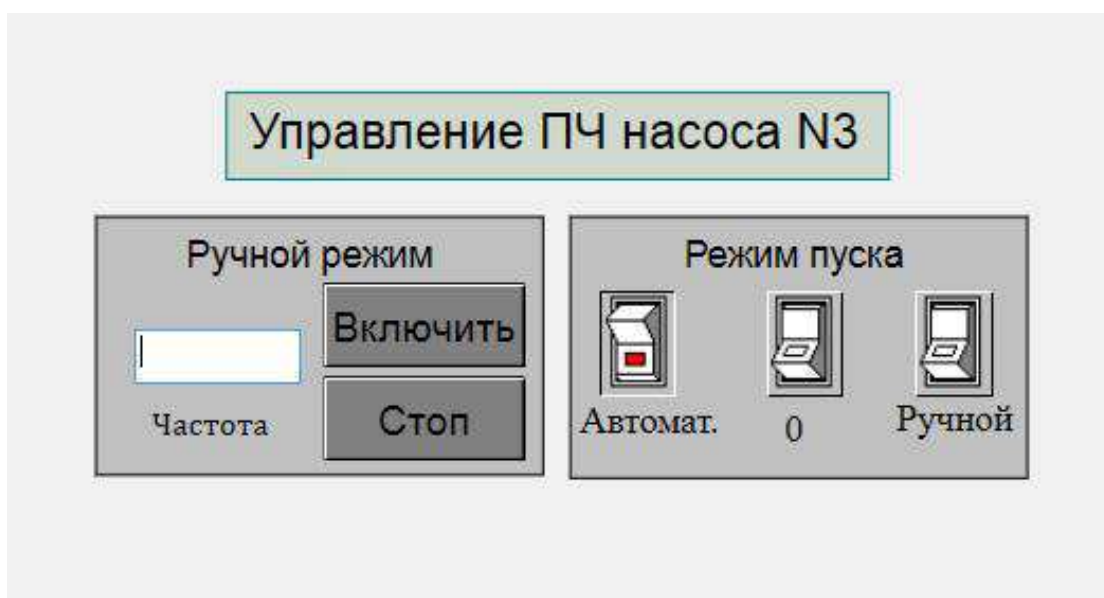 Управление ПЧ насоса N3
Ручной режим
Включить
Частота
Стоп
Режим пуска
Автомат.
0
Ручной